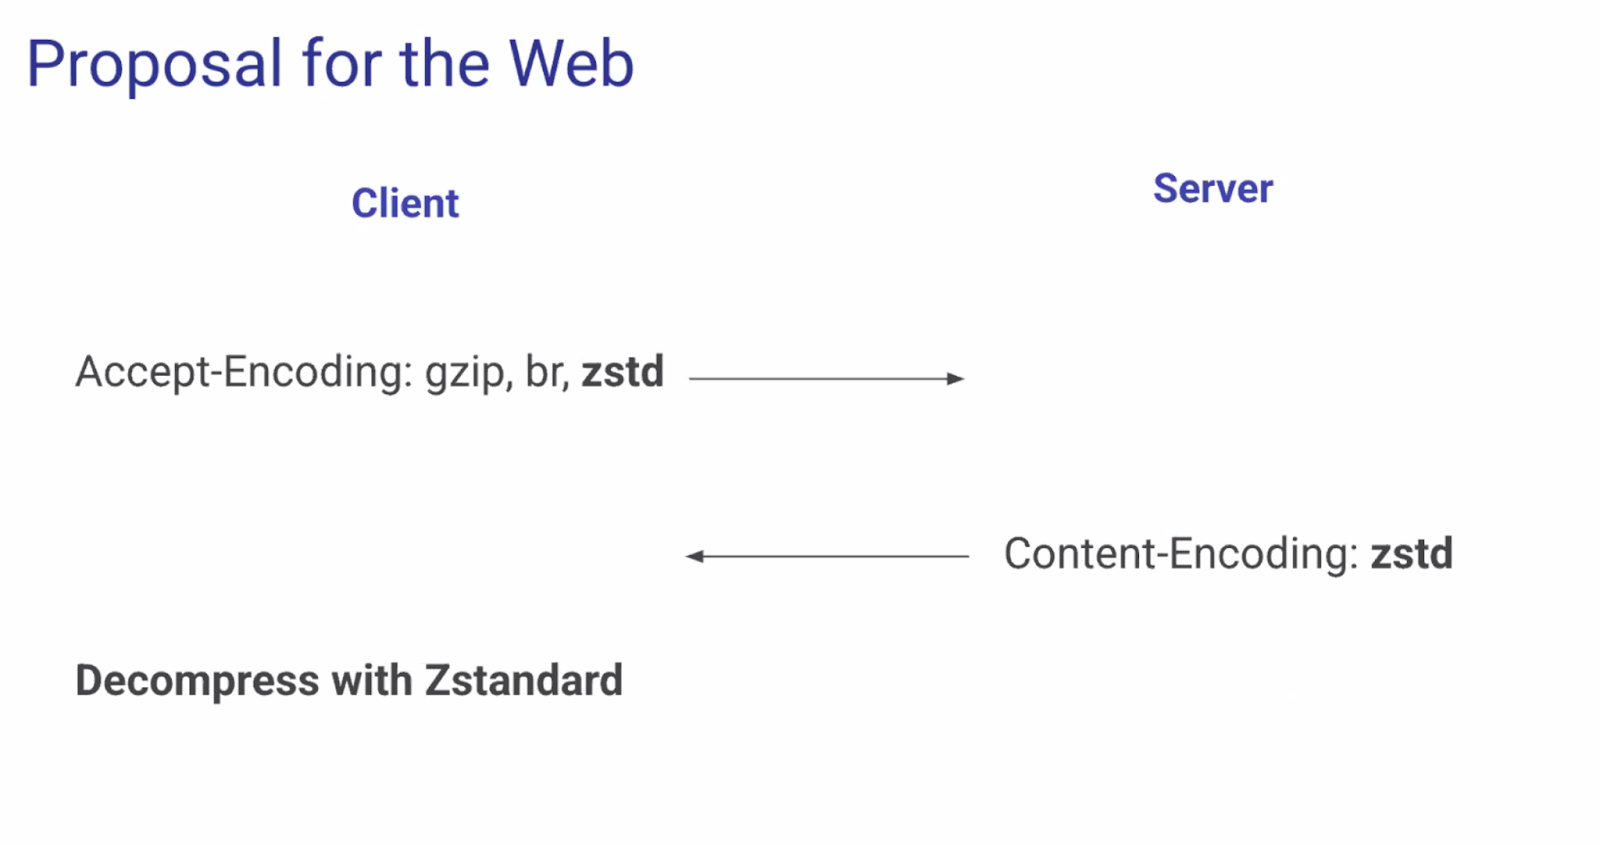 Proposal for the Web
Client
Server
Accept-Encoding: gzip, br, zstd
Content-Encoding: zstd
Decompress with Zstandard